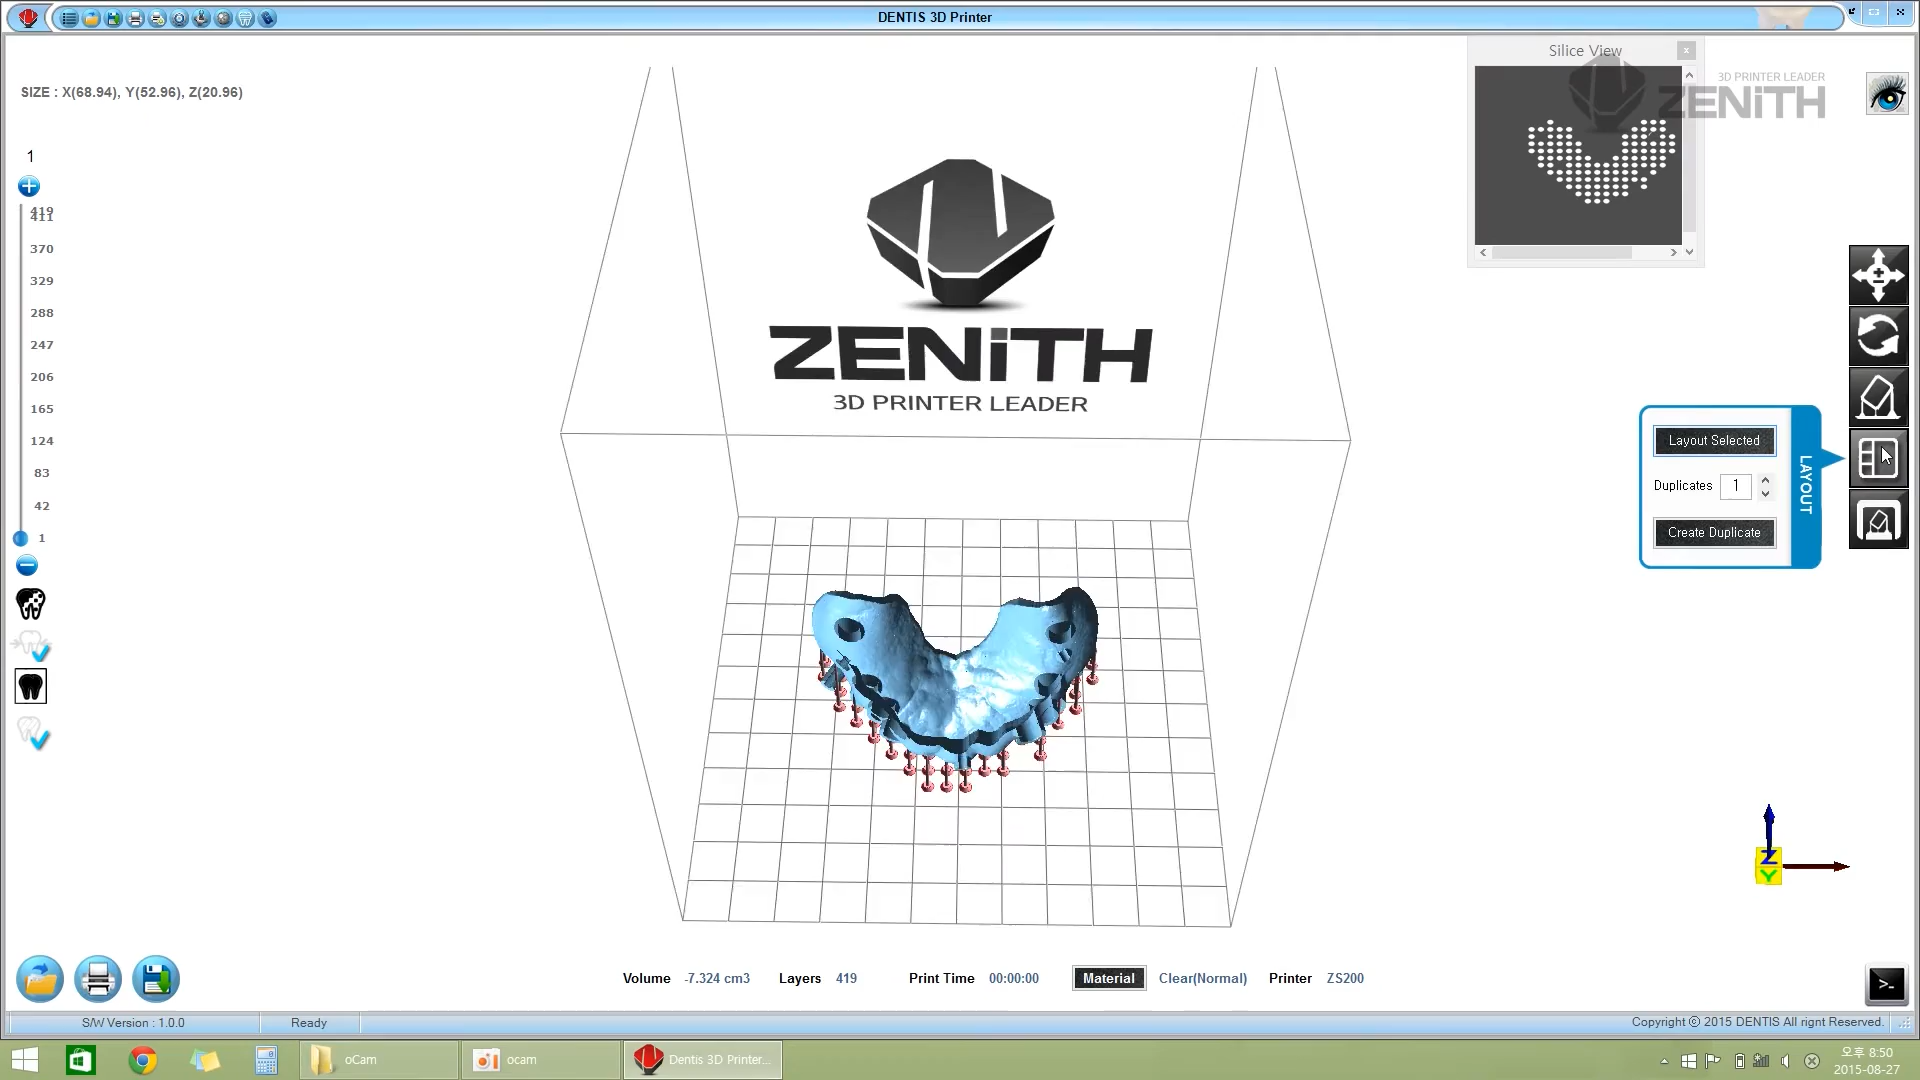 DENTIS 3D Printer
SIZE : X(68.94), Y(52.96), Z(20.96)
Silice View
3D PRINTER LEADER
ZENiTH
1
419
411
370
329
288
247
206
165
124
83
42
1
ZENiTH
3D PRINTER LEADER
Layout Selected
Duplicates 1
Create Duplicate
LAYOUT
Z
Y
Volume -7.324 cm3 Layers 419 Print Time 00:00:00 Material Clear(Normal) Printer ZS200
>-
S/W Version : 1.0.0 Ready Copyright © 2015 DENTIS All rignt Reserved.
oCam ocam Dentis 3D Printer...
오후 8:50
2015-08-27